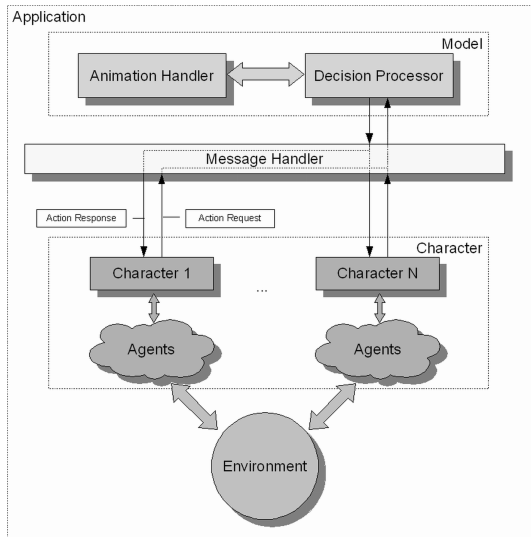 Application
Model
Animation Handler
Decision Processor
Message Handler
Action Response
Action Request
Character
Character 1
...
Character N
Agents
Agents
Environment